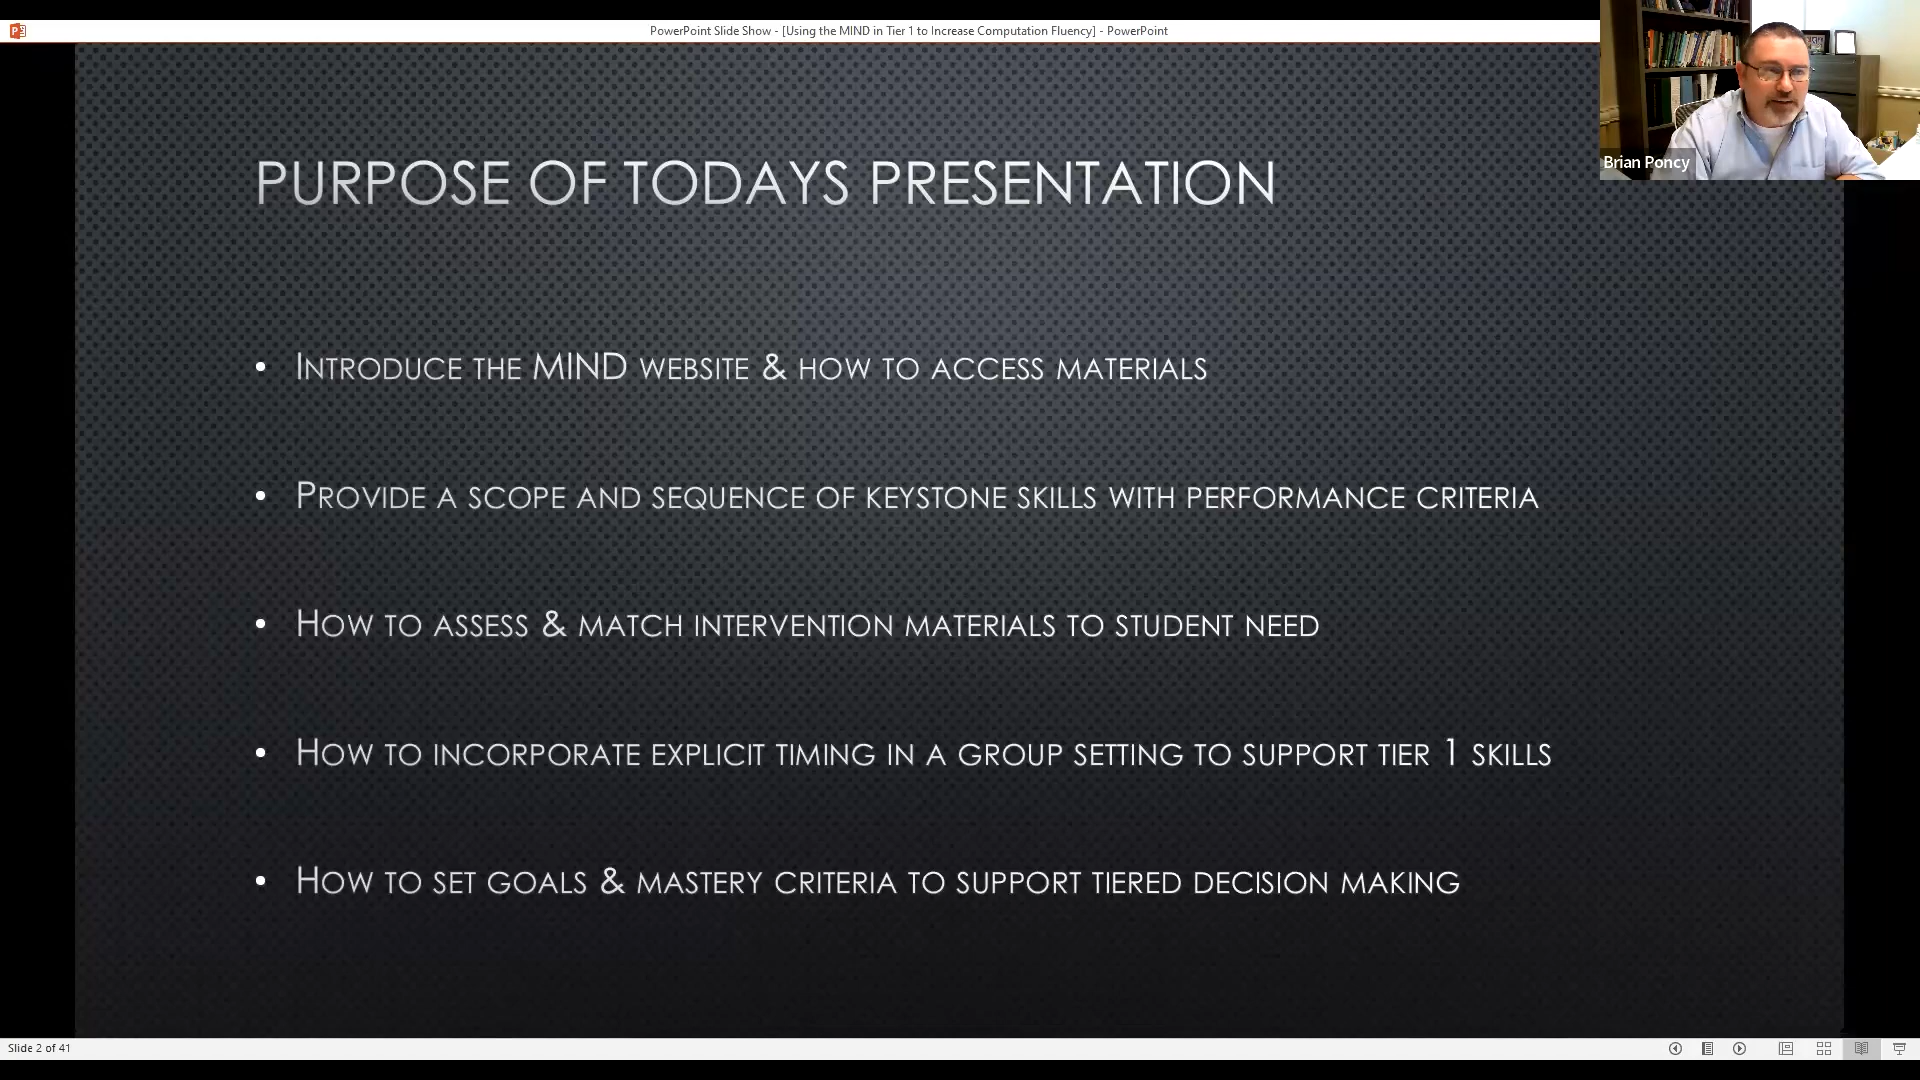 PowerPoint Slide Show - [Using the MIND in Tier 1 to Increase Computation Fluency] - PowerPoint
Brian Poncy
PURPOSE OF TODAYS PRESENTATION
• INTRODUCE THE MIND WEBSITE & HOW TO ACCESS MATERIALS
• PROVIDE A SCOPE AND SEQUENCE OF KEYSTONE SKILLS WITH PERFORMANCE CRITERIA
• HOW TO ASSESS & MATCH INTERVENTION MATERIALS TO STUDENT NEED
• HOW TO INCORPORATE EXPLICIT TIMING IN A GROUP SETTING TO SUPPORT TIER 1 SKILLS
• HOW TO SET GOALS & MASTERY CRITERIA TO SUPPORT TIERED DECISION MAKING
Slide 2 of 41